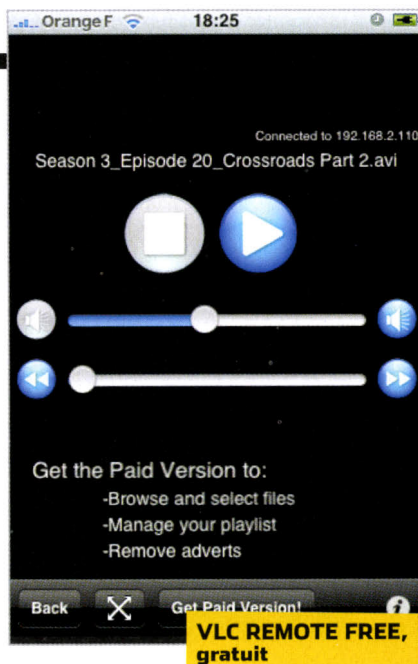 Orange F 18:25
Connected to 192.168.2.110
Season 3_Episode 20_Crossroads Part 2.avi
Get the Paid Version to:
-Browse and select files
-Manage your playlist
-Remove adverts
Back Get Paid Version! i
VLC REMOTE FREE,
gratuit